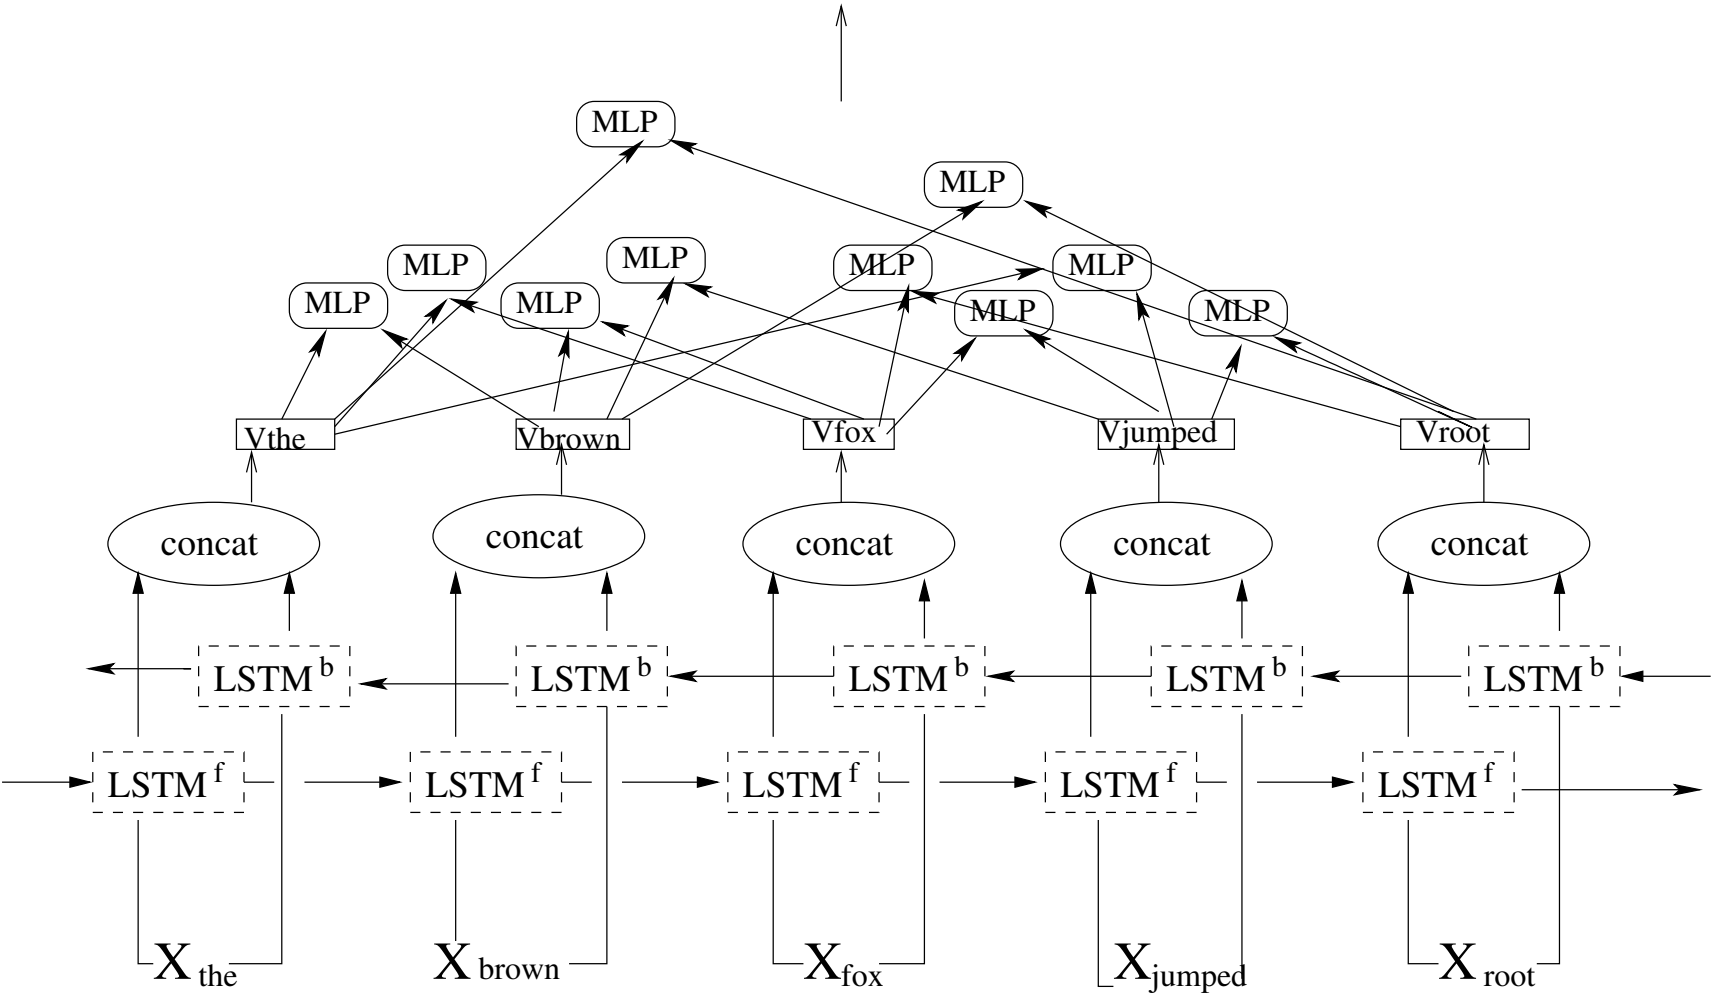 MLP
MLP
MLP MLP MLP MLP
MLP MLP MLP MLP
Vthe Vbrown Vfox Vjumped Vroot
concat concat concat concat concat
LSTM b LSTM b LSTM b LSTM b LSTM b
LSTM f LSTM f LSTM f LSTM f LSTM f
X the X brown X fox X jumped X root